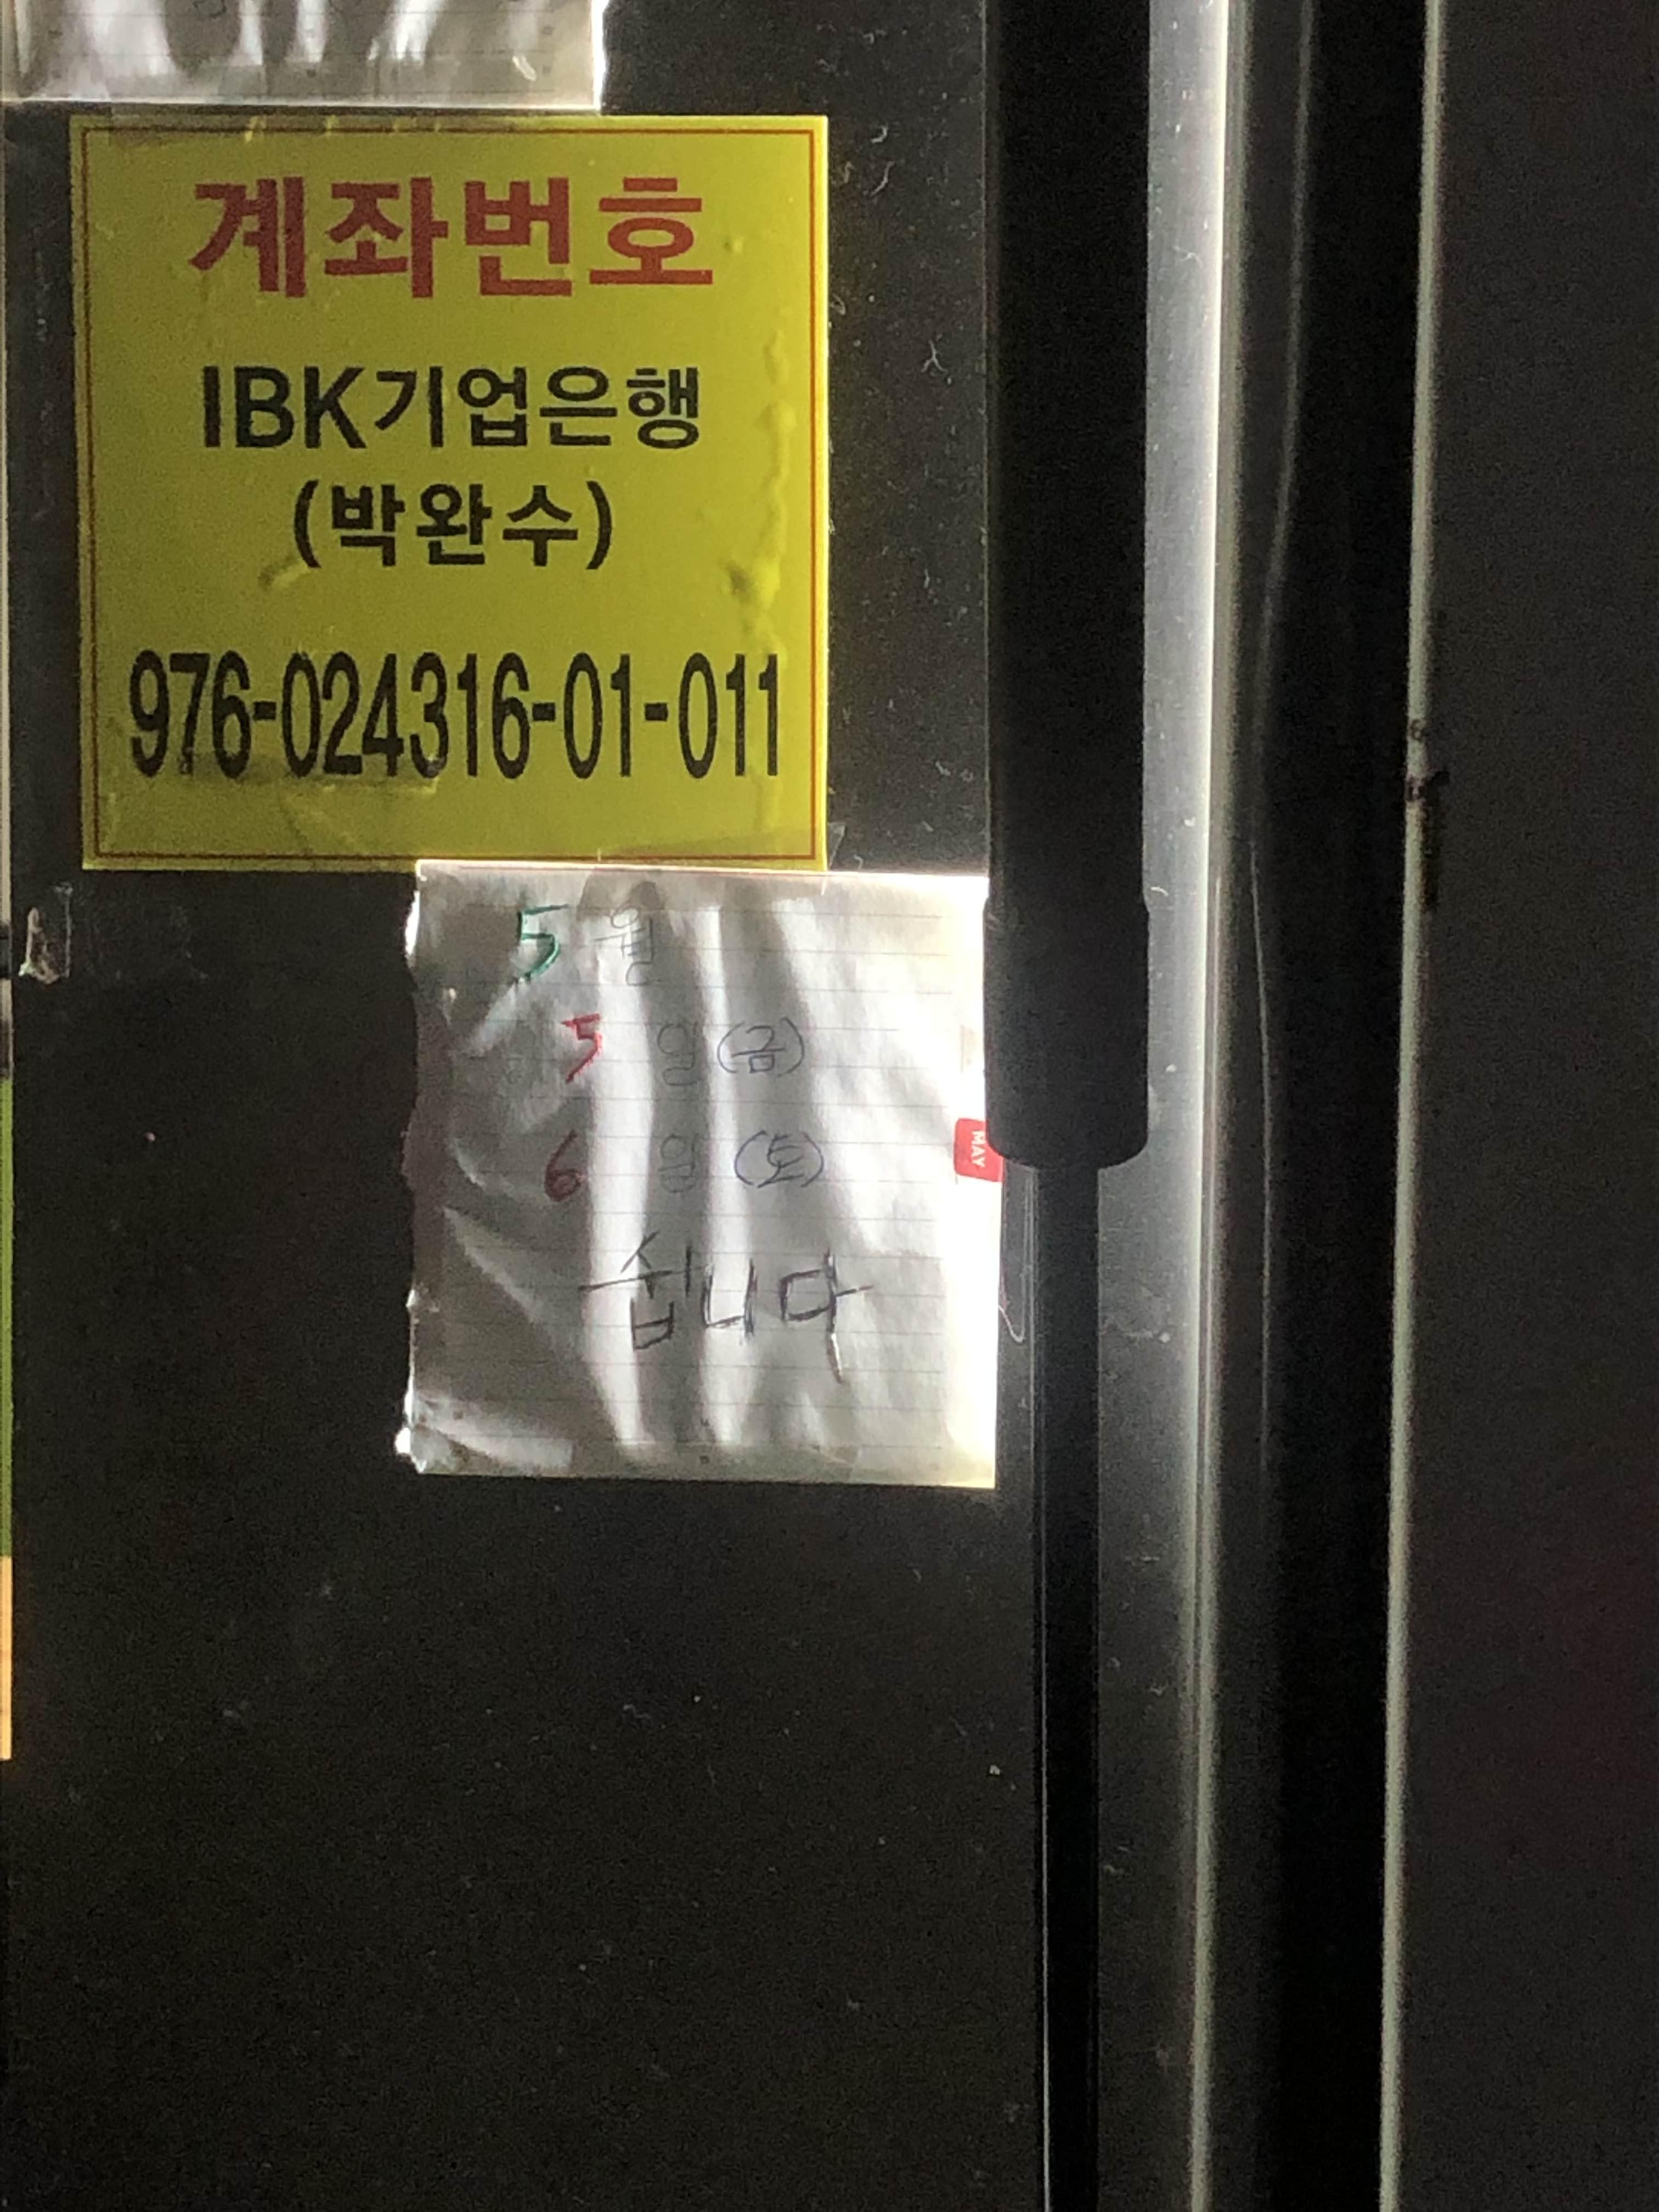 계좌번호
IBK기업은행
(박완수)
976-024316-01-011
5 월
5 일 (금)
6 일 (토)
MAY
쉽니다